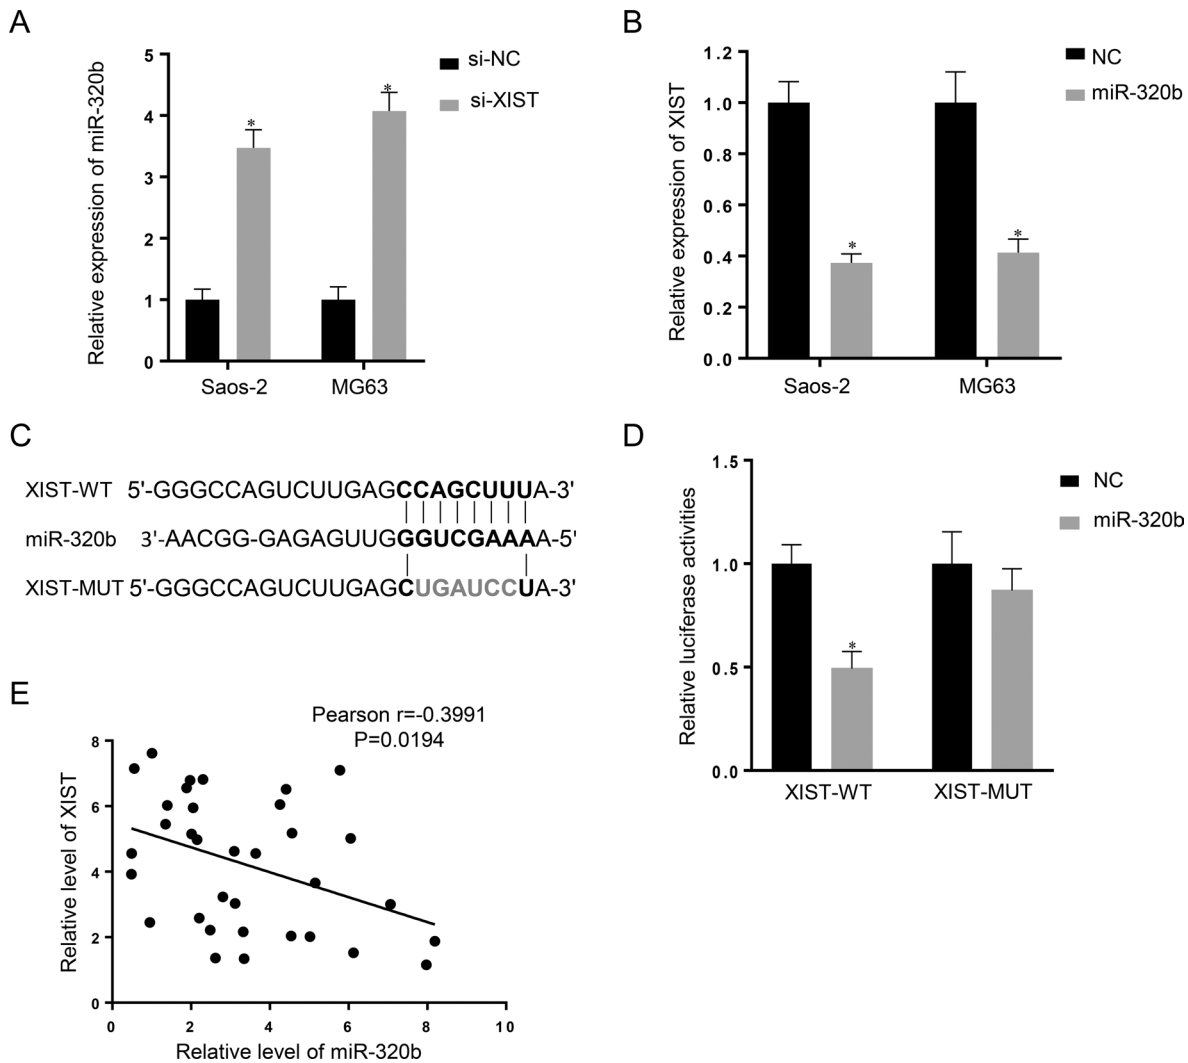 A
Relative expression of miR-320b
5
4
3
2
1
0
*
*
si-NC
si-XIST
Saos-2
MG63
B
Relative expression of XIST
1.2
1.0
0.8
0.6
0.4
0.2
0.0
*
*
NC
miR-320b
Saos-2
MG63
C
XIST-WT 5'-GGGCCAGUCUUGAGCCAGCUUUA-3'
miR-320b 3'-AACGG-GAGAGUUGGGUCGAAAA-5'
XIST-MUT 5'-GGGCCAGUCUUGAGCUGAUCCUA-3'
D
Relative luciferase activities
1.5
1.0
0.5
0.0
*
NC
miR-320b
XIST-WT
XIST-MUT
E
Pearson r=-0.3991
P=0.0194
Relative level of XIST
8
6
4
2
0
0 2 4 6 8 10
Relative level of miR-320b